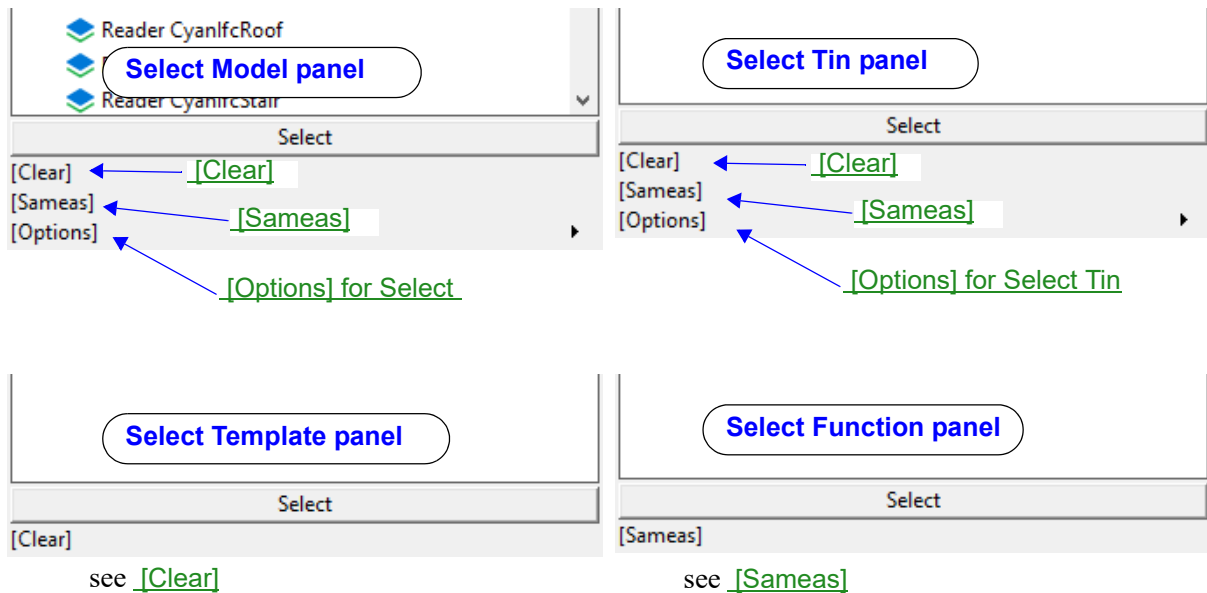 Reader CyanIfcRoof
Select Model panel
Reader CyanIfcStair
Select
[Clear]
[Clear]
[Sameas]
[Sameas]
[Options]
[Options] for Select
Select Tin panel
Select
[Clear]
[Clear]
[Sameas]
[Sameas]
[Options]
[Options] for Select Tin
Select Template panel
Select
[Clear]
see [Clear]
Select Function panel
Select
[Sameas]
see [Sameas]